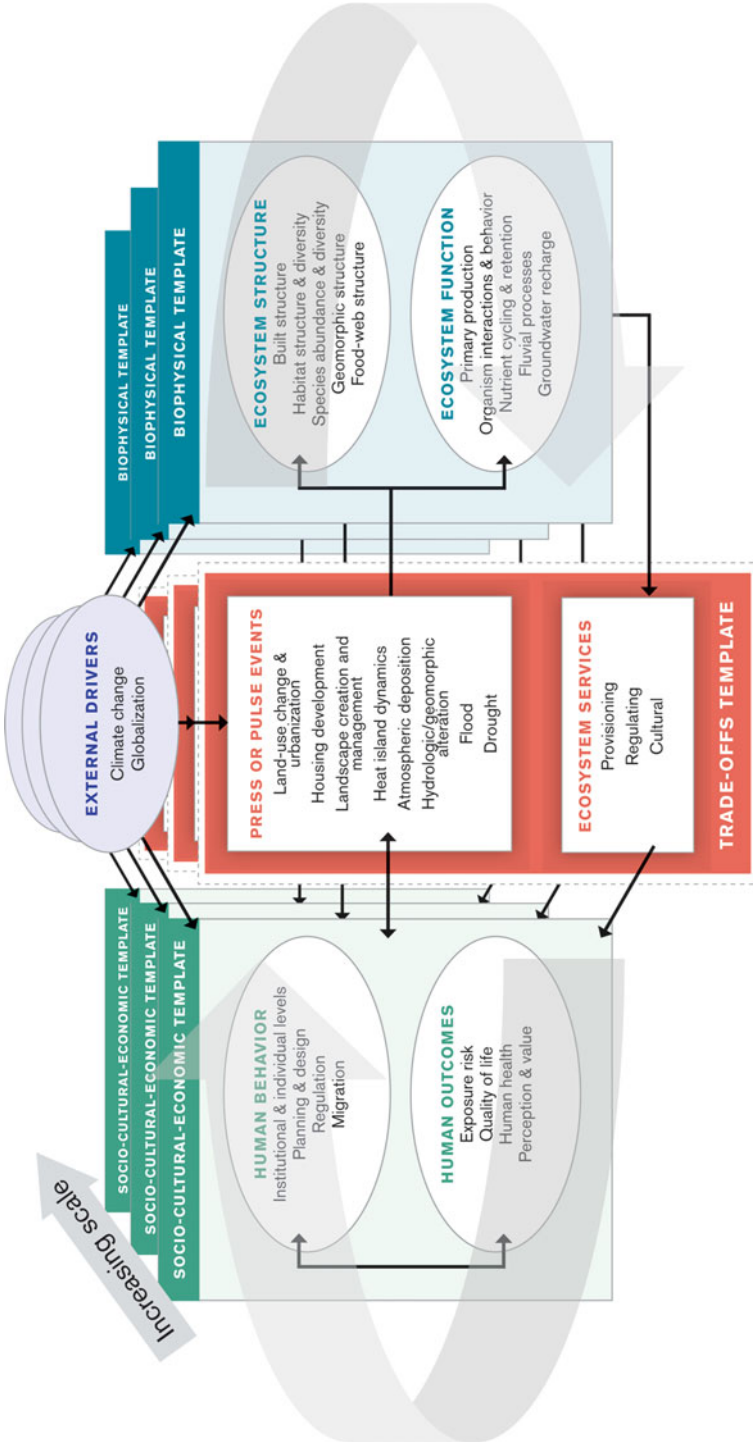 Increasing scale
EXTERNAL DRIVERS
Climate change
Globalization
SOCIO-CULTURAL-ECONOMIC TEMPLATE
SOCIO-CULTURAL-ECONOMIC TEMPLATE
SOCIO-CULTURAL-ECONOMIC TEMPLATE
HUMAN BEHAVIOR
Institutional & individual levels
Planning & design
Regulation
Migration
HUMAN OUTCOMES
Exposure risk
Quality of life
Human health
Perception & value
PRESS OR PULSE EVENTS
Land-use change &
urbanization
Housing development
Landscape creation and
management
Heat island dynamics
Atmospheric deposition
Hydrologic/geomorphic
alteration
Flood
Drought
ECOSYSTEM SERVICES
Provisioning
Regulating
Cultural
TRADE-OFFS TEMPLATE
BIOPHYSICAL TEMPLATE
BIOPHYSICAL TEMPLATE
BIOPHYSICAL TEMPLATE
ECOSYSTEM STRUCTURE
Built structure
Habitat structure & diversity
Species abundance & diversity
Geomorphic structure
Food-web structure
ECOSYSTEM FUNCTION
Primary production
Organism interactions & behavior
Nutrient cycling & retention
Fluvial processes
Groundwater recharge